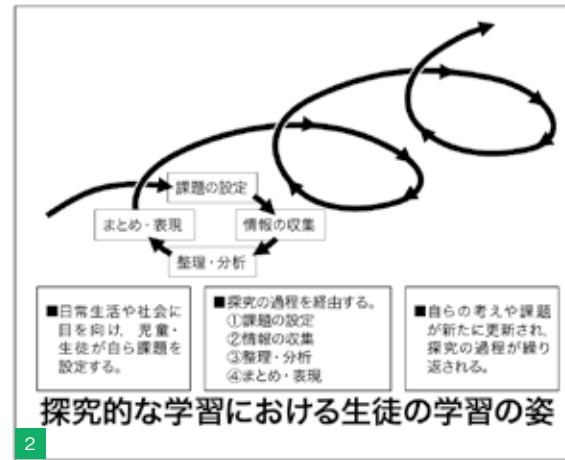 課題の設定
まとめ・表現
情報の収集
整理・分析
■日常生活や社会に
目を向け、児童・
生徒が自ら課題を
設定する。
■探究の過程を経由する。
①課題の設定
②情報の収集
③整理・分析
④まとめ・表現
■自らの考えや課題
が新たに更新され、
探究の過程が繰り
返される。
探究的な学習における生徒の学習の姿
2